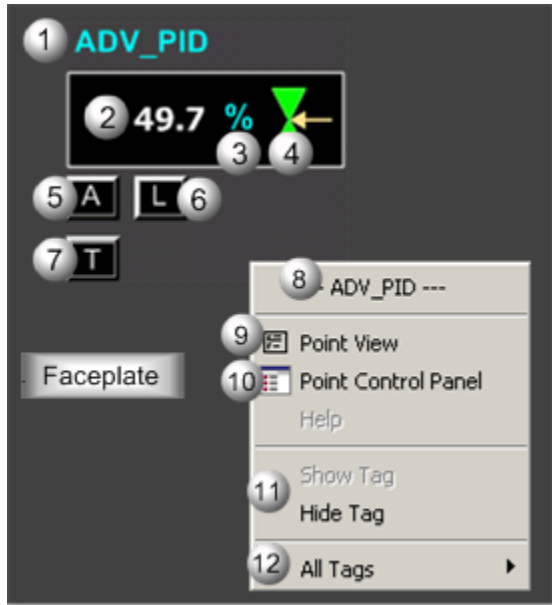 1 ADV_PID
2 49.7 %
3 4
5 A L 6
7 T
8 - ADV_PID ---
9 Point View
Faceplate
10 Point Control Panel
Help
Show Tag
11
Hide Tag
12 All Tags